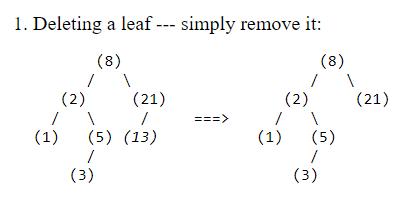 1. Deleting a leaf --- simply remove it:
(8) (8)
/ \ / \
(2) (21) (2) (21)
/ \ / ===> / \
(1) (5) (13) (1) (5)
/ /
(3) (3)